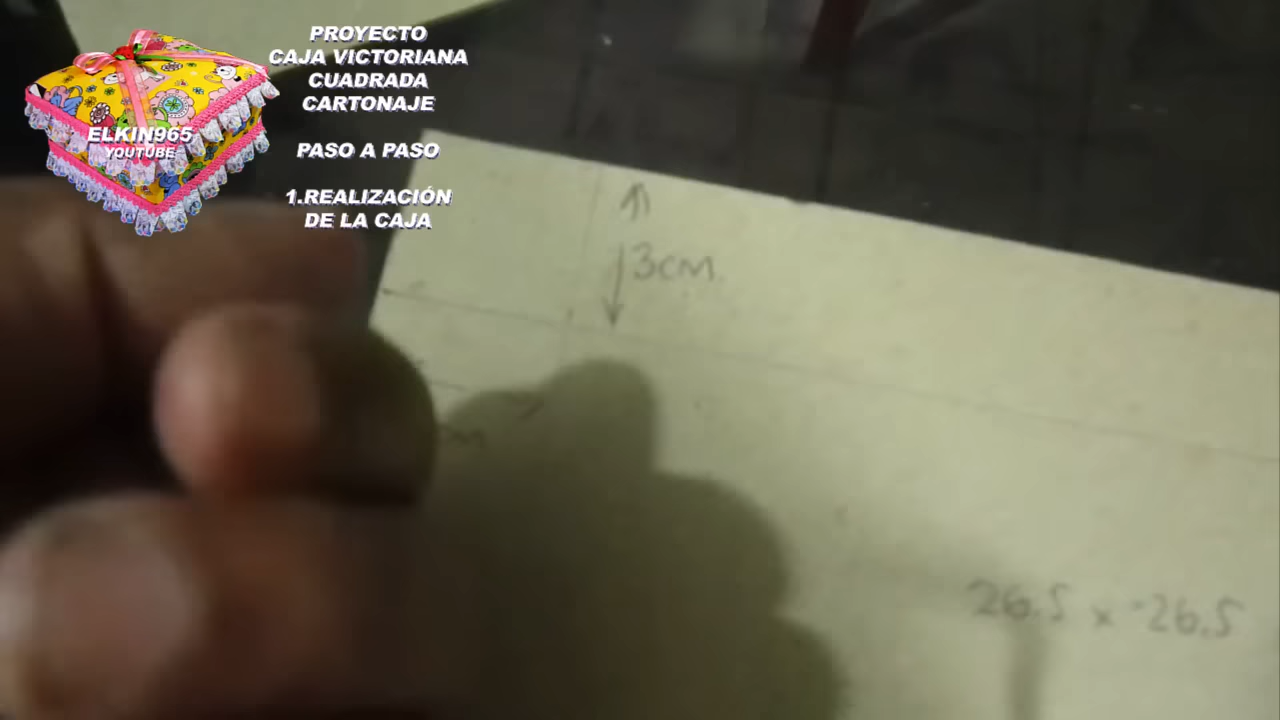 PROYECTO
CAJA VICTORIANA
CUADRADA
CARTONAJE
PASO A PASO
1.REALIZACIÓN
DE LA CAJA
ELKIN965
YOUTUBE
3CM.
26.5 x 26.5